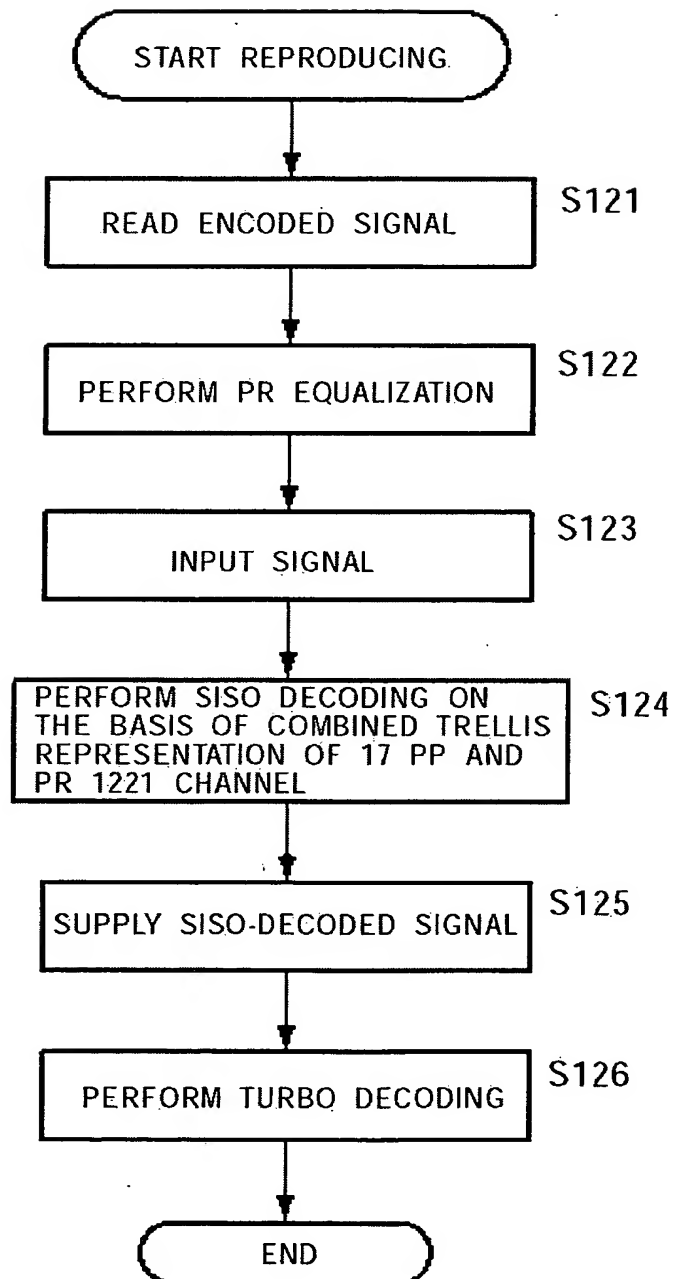 START REPRODUCING
S121
READ ENCODED SIGNAL
S122
PERFORM PR EQUALIZATION
S123
INPUT SIGNAL
S124
PERFORM SISO DECODING ON
THE BASIS OF COMBINED TRELLIS
REPRESENTATION OF 17 PP AND
PR 1221 CHANNEL
S125
SUPPLY SISO-DECODED SIGNAL
S126
PERFORM TURBO DECODING
END